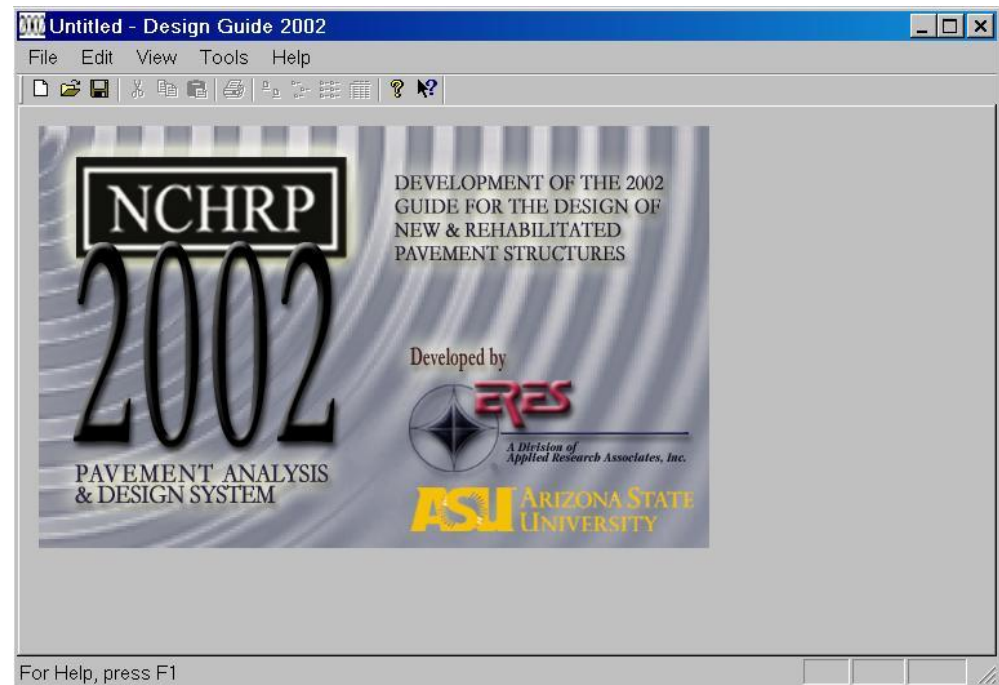 Untitled - Design Guide 2002
File Edit View Tools Help
NCHRP
2002
PAVEMENT ANALYSIS
& DESIGN SYSTEM
DEVELOPMENT OF THE 2002
GUIDE FOR THE DESIGN OF
NEW & REHABILITATED
PAVEMENT STRUCTURES
Developed by
ERES
A Division of
Applied Research Associates, Inc.
ASU ARIZONA STATE
UNIVERSITY
For Help, press F1